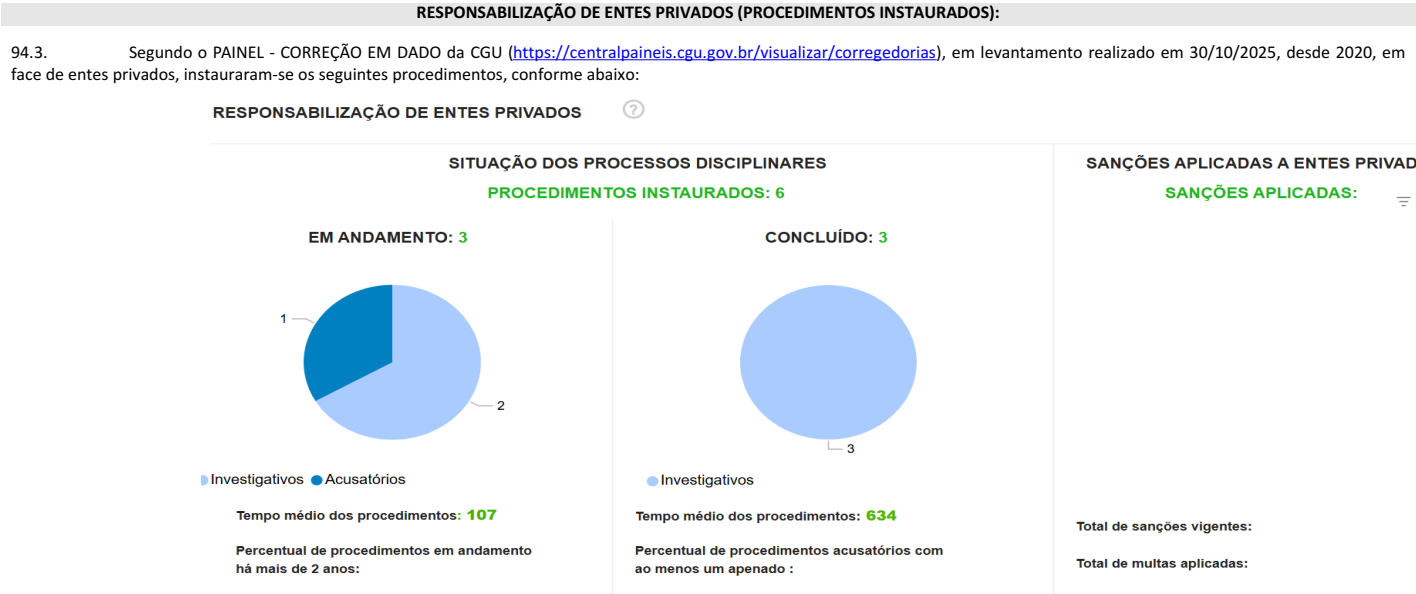 RESPONSABILIZAÇÃO DE ENTES PRIVADOS (PROCEDIMENTOS INSTAURADOS):
94.3. Segundo o PAINEL - CORREÇÃO EM DADO da CGU (https://centralpaineis.cgu.gov.br/visualizar/corregedorias), em levantamento realizado em 30/10/2025, desde 2020, em
face de entes privados, instauraram-se os seguintes procedimentos, conforme abaixo:
RESPONSABILIZAÇÃO DE ENTES PRIVADOS ?
SITUAÇÃO DOS PROCESSOS DISCIPLINARES
PROCEDIMENTOS INSTAURADOS: 6
EM ANDAMENTO: 3
1
2
Investigativos Acusatórios
Tempo médio dos procedimentos: 107
Percentual de procedimentos em andamento
há mais de 2 anos:
CONCLUÍDO: 3
3
Investigativos
Tempo médio dos procedimentos: 634
Percentual de procedimentos acusatórios com
ao menos um apenado :
SANÇÕES APLICADAS A ENTES PRIVAD
SANÇÕES APLICADAS:
Total de sanções vigentes:
Total de multas aplicadas: